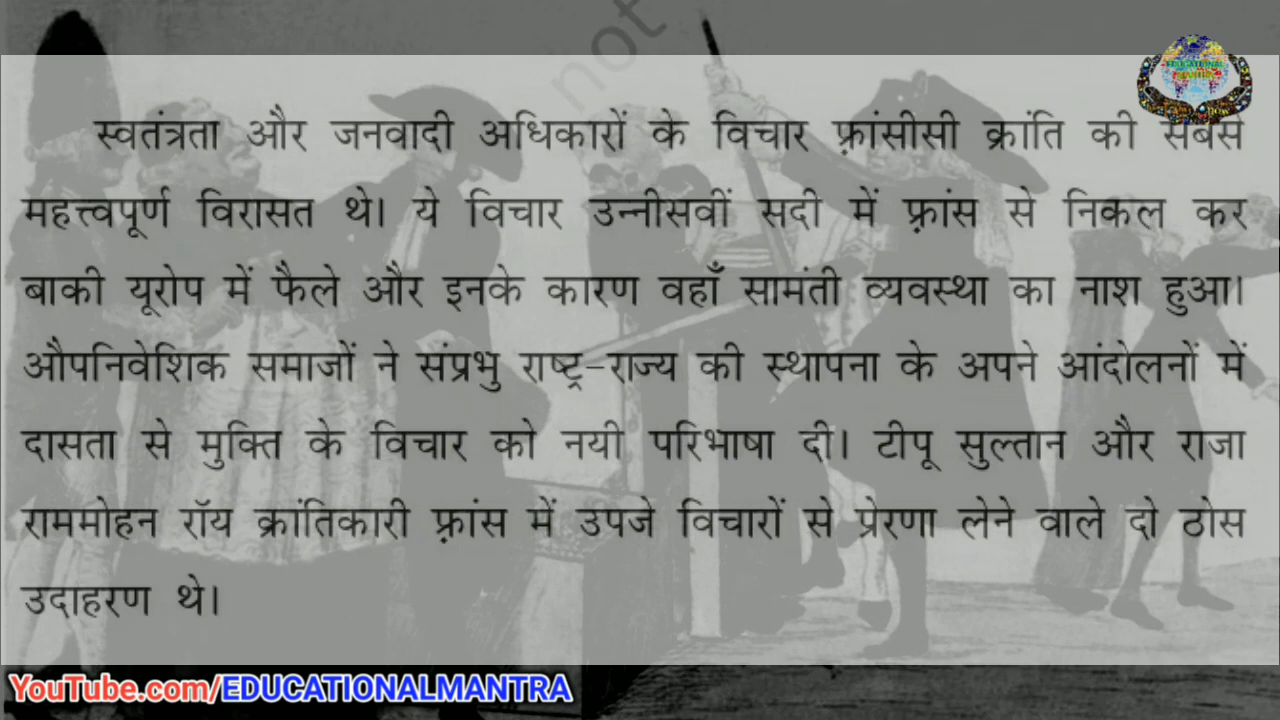 not
स्वतंत्रता और जनवादी अधिकारों के विचार फ़्रांसीसी क्रांति की सबसे
महत्त्वपूर्ण विरासत थे। ये विचार उन्नीसवीं सदी में फ़्रांस से निकल कर
बाकी यूरोप में फैले और इनके कारण वहाँ सामंती व्यवस्था का नाश हुआ।
औपनिवेशिक समाजों ने संप्रभु राष्ट्र-राज्य की स्थापना के अपने आंदोलनों में
दासता से मुक्ति के विचार को नयी परिभाषा दी। टीपू सुल्तान और राजा
राममोहन रॉय क्रांतिकारी फ़्रांस में उपजे विचारों से प्रेरणा लेने वाले दो ठोस
उदाहरण थे।
YouTube.com/EDUCATIONALMANTRA